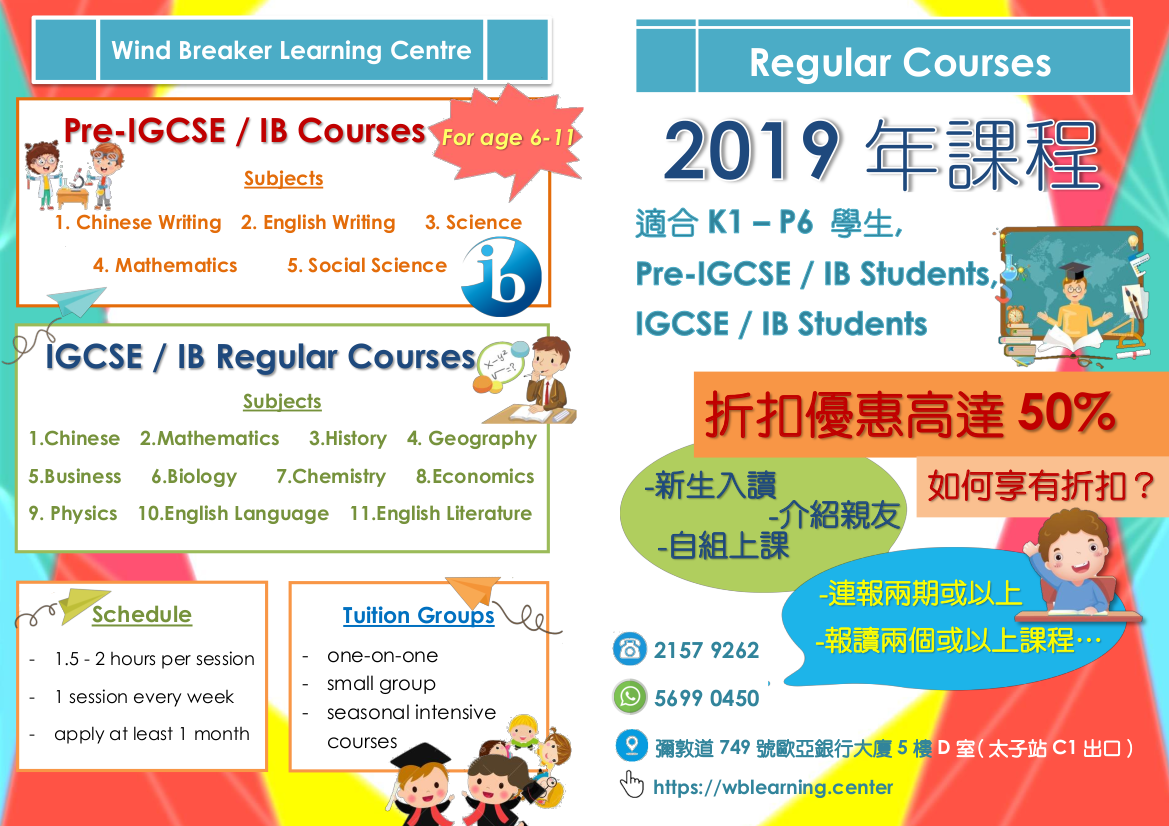 Wind Breaker Learning Centre
Pre-IGCSE / IB Courses
For age 6-11
Subjects
1. Chinese Writing 2. English Writing 3. Science
4. Mathematics 5. Social Science
ib
IGCSE / IB Regular Courses
Subjects
1.Chinese 2.Mathematics 3.History 4. Geography
5.Business 6.Biology 7.Chemistry 8.Economics
9. Physics 10.English Language 11.English Literature
Schedule
- 1.5 - 2 hours per session
- 1 session every week
- apply at least 1 month
Tuition Groups
- one-on-one
- small group
- seasonal intensive
courses
Regular Courses
2019 年課程
適合 K1 – P6 學生,
Pre-IGCSE / IB Students,
IGCSE / IB Students
折扣優惠高達 50%
如何享有折扣？
-新生入讀
-介紹親友
-自組上課
-連報兩期或以上
-報讀兩個或以上課程…
2157 9262
5699 0450
彌敦道 749 號歐亞銀行大廈 5 樓 D 室( 太子站 C1 出口 )
https://wblearning.center